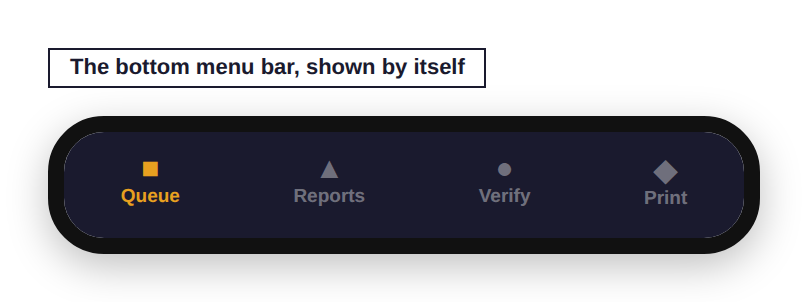 The bottom menu bar, shown by itself
Queue
Reports
Verify
Print